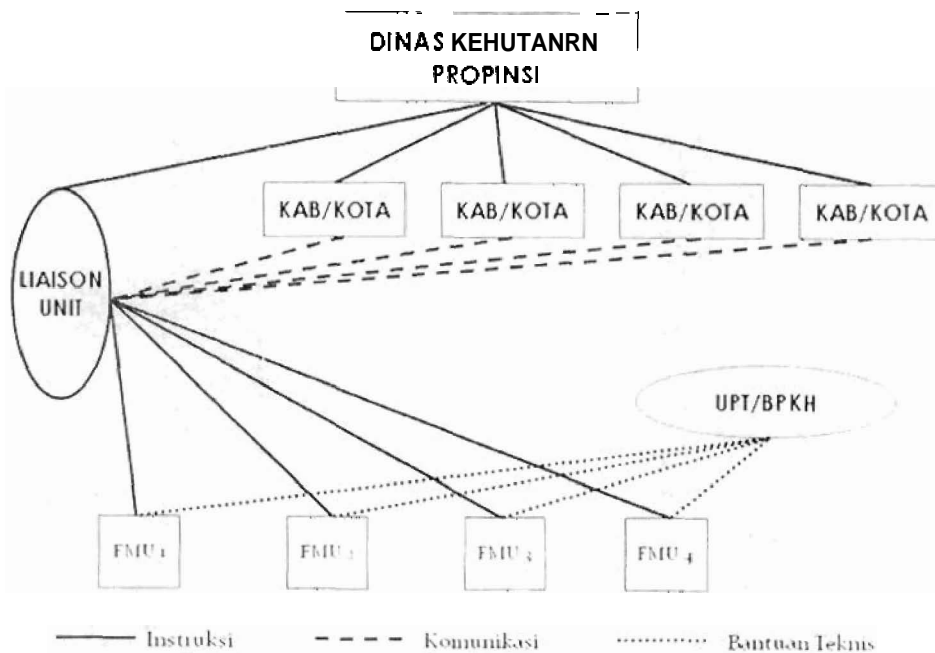 DINAS KEHUTANRN
PROPINSI
KAB/KOTA
KAB/KOTA
KAB/KOTA
KAB/KOTA
LIAISON
UNIT
UPT/BPKH
FMU 1
FMU 2
FMU 3
FMU 4
Instruksi
Komunikasi
Bantuan Teknis